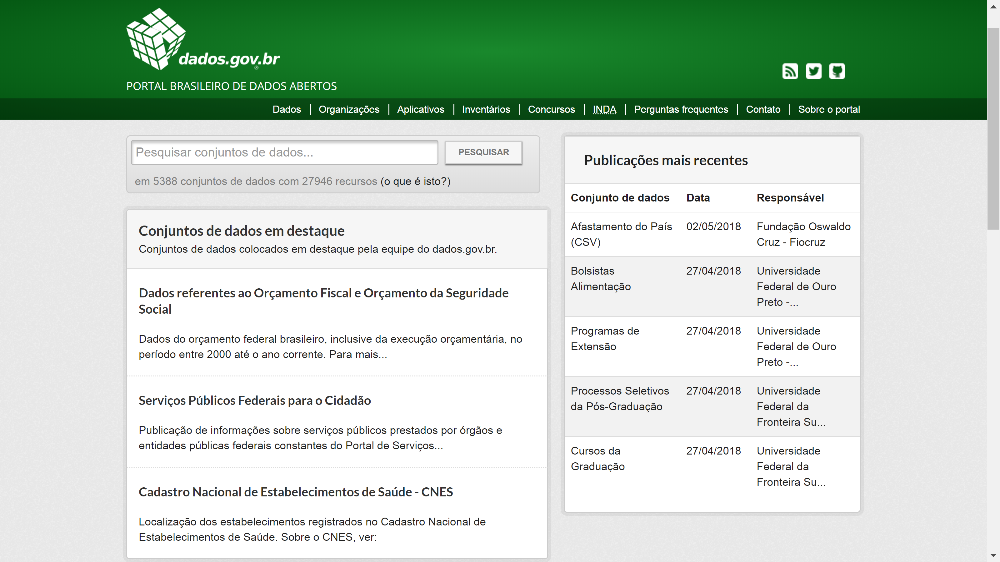 dados.gov.br
®
PORTAL BRASILEIRO DE DADOS ABERTOS
Dados | Organizações | Aplicativos | Inventários | Concursos | INDA | Perguntas frequentes | Contato | Sobre o portal
Pesquisar conjuntos de dados...
PESQUISAR
em 5388 conjuntos de dados com 27946 recursos (o que é isto?)
Conjuntos de dados em destaque
Conjuntos de dados colocados em destaque pela equipe do dados.gov.br.
Dados referentes ao Orçamento Fiscal e Orçamento da Seguridade
Social
Dados do orçamento federal brasileiro, inclusive da execução orçamentária, no
período entre 2000 até o ano corrente. Para mais...
Serviços Públicos Federais para o Cidadão
Publicação de informações sobre serviços públicos prestados por órgãos e
entidades públicas federais constantes do Portal de Serviços...
Cadastro Nacional de Estabelecimentos de Saúde - CNES
Localização dos estabelecimentos registrados no Cadastro Nacional de
Estabelecimentos de Saúde. Sobre o CNES, ver:
Publicações mais recentes
Conjunto de dados Data Responsável
Afastamento do País 02/05/2018 Fundação Oswaldo
(CSV) Cruz - Fiocruz
Bolsistas 27/04/2018 Universidade
Alimentação Federal de Ouro
Preto -...
Programas de 27/04/2018 Universidade
Extensão Federal de Ouro
Preto -...
Processos Seletivos 27/04/2018 Universidade
da Pós-Graduação Federal da
Fronteira Su...
Cursos da 27/04/2018 Universidade
Graduação Federal da
Fronteira Su...